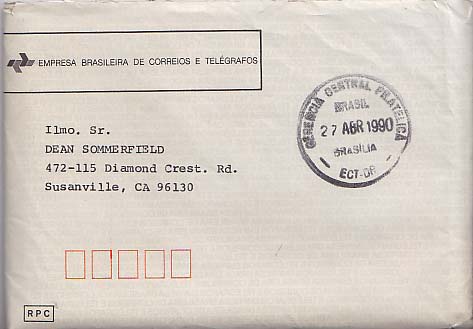 EMPRESA BRASILEIRA DE CORREIOS E TELÉGRAFOS
GERÊNCIA CENTRAL FILATELICA
BRASIL
27 ABR 1990
BRASÍLIA
ECT-DR
Ilmo. Sr.
DEAN SOMMERFIELD
472-115 Diamond Crest. Rd.
Susanville, CA 96130
RPC